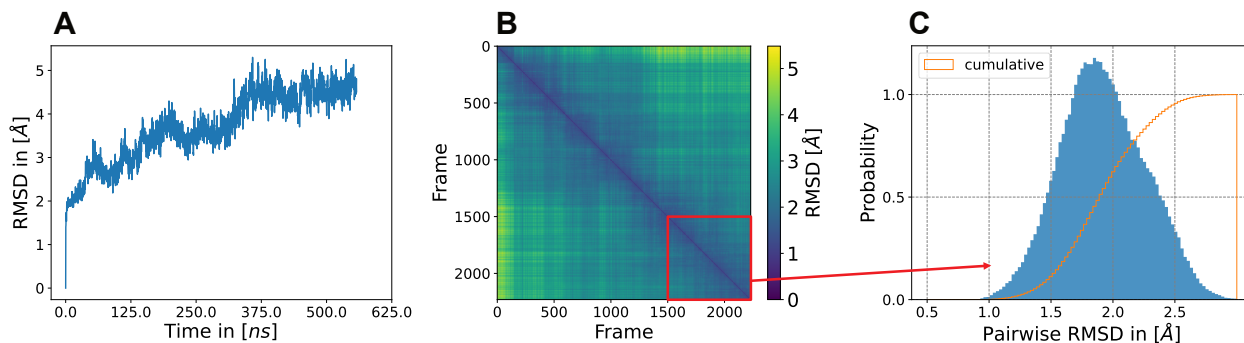 A
RMSD in [Å]
5
4
3
2
1
0
0.0 125.0 250.0 375.0 500.0 625.0
Time in [ns]
B
Frame
0
500
1000
1500
2000
0 500 1000 1500 2000
Frame
5
4
3
2
1
0
RMSD [Å]
C
cumulative
Probability
1.0
0.5
0.0
0.5 1.0 1.5 2.0 2.5
Pairwise RMSD in [Å]